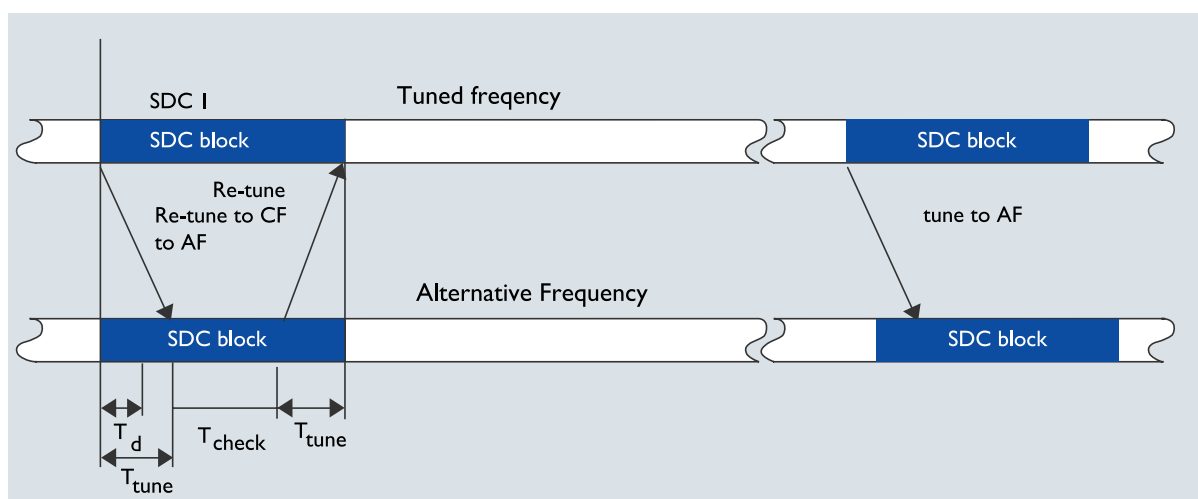 SDC I
Tuned freqency
SDC block
SDC block
Re-tune
Re-tune to CF
to AF
tune to AF
Alternative Frequency
SDC block
SDC block
T d
T check
T tune
T tune